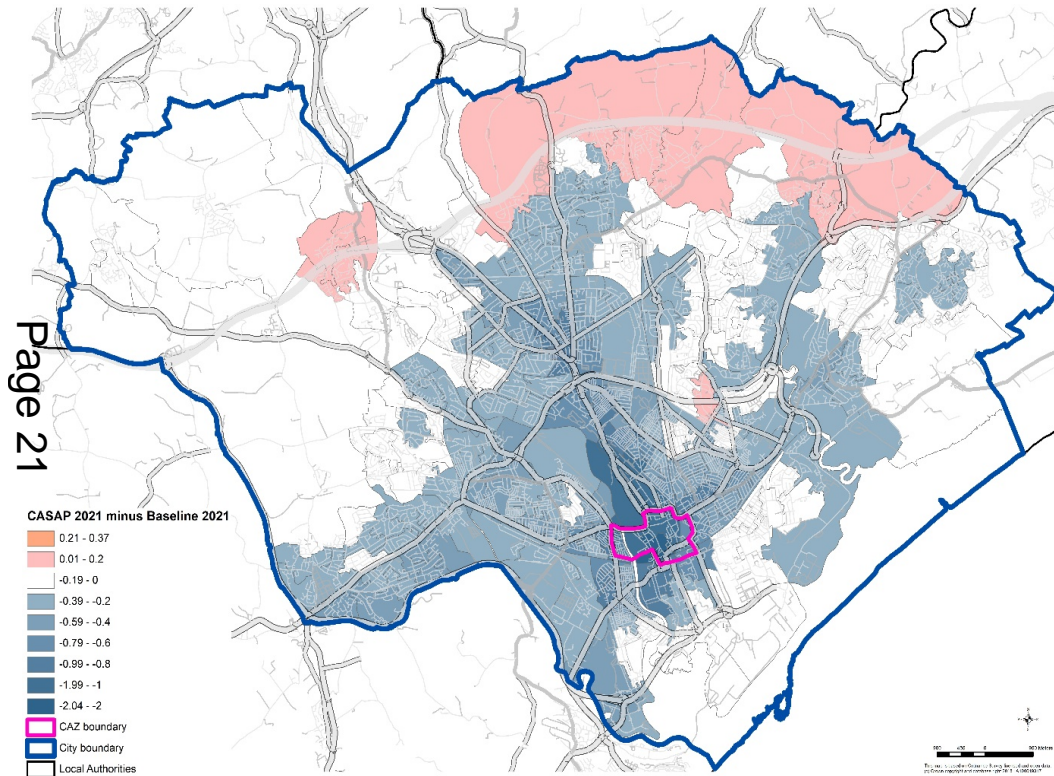 Page 21
CASAP 2021 minus Baseline 2021
0.21 - 0.37
0.01 - 0.2
-0.19 - 0
-0.39 - -0.2
-0.59 - -0.4
-0.79 - -0.6
-0.99 - -0.8
-1.99 - -1
-2.04 - -2
CAZ boundary
City boundary
Local Authorities